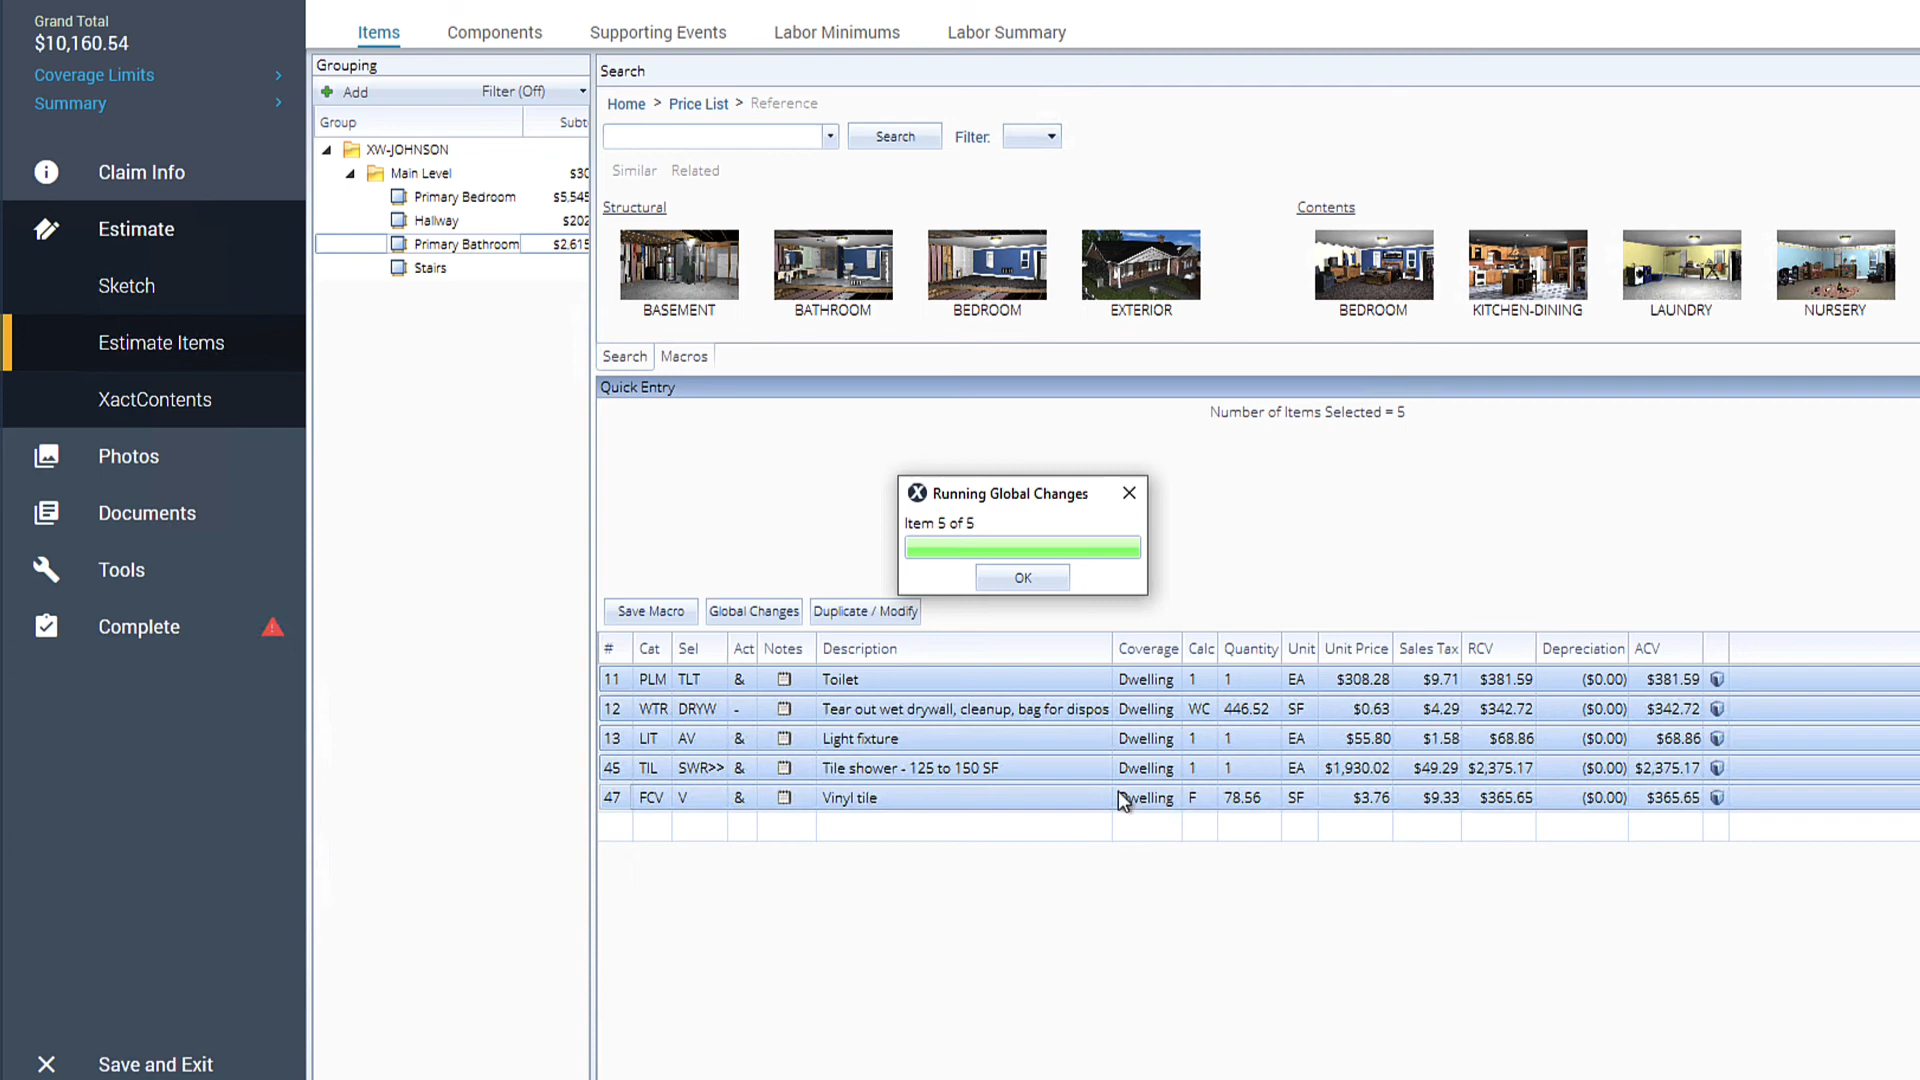 Grand Total
$10,160.54
Coverage Limits
Summary
Claim Info
Estimate
Sketch
Estimate Items
XactContents
Photos
Documents
Tools
Complete
Save and Exit
Items Components Supporting Events Labor Minimums Labor Summary
Grouping
Add Filter (Off)
Group Subt
XW-JOHNSON
Main Level $30
Primary Bedroom $5,545
Hallway $202
Primary Bathroom $2,615
Stairs
Search
Home > Price List > Reference
Search Filter:
Similar Related
Structural Contents
BASEMENT BATHROOM BEDROOM EXTERIOR BEDROOM KITCHEN-DINING LAUNDRY NURSERY
Search Macros
Quick Entry
Number of Items Selected = 5
Running Global Changes
Item 5 of 5
OK
Save Macro Global Changes Duplicate / Modify
# Cat Sel Act Notes Description Coverage Calc Quantity Unit Unit Price Sales Tax RCV Depreciation ACV
11 PLM TLT & Toilet Dwelling 1 1 EA $308.28 $9.71 $381.59 ($0.00) $381.59
12 WTR DRYW - Tear out wet drywall, cleanup, bag for dispos Dwelling WC 446.52 SF $0.63 $4.29 $342.72 ($0.00) $342.72
13 LIT AV & Light fixture Dwelling 1 1 EA $55.80 $1.58 $68.86 ($0.00) $68.86
45 TIL SWR>> & Tile shower - 125 to 150 SF Dwelling 1 1 EA $1,930.02 $49.29 $2,375.17 ($0.00) $2,375.17
47 FCV V & Vinyl tile Dwelling F 78.56 SF $3.76 $9.33 $365.65 ($0.00) $365.65